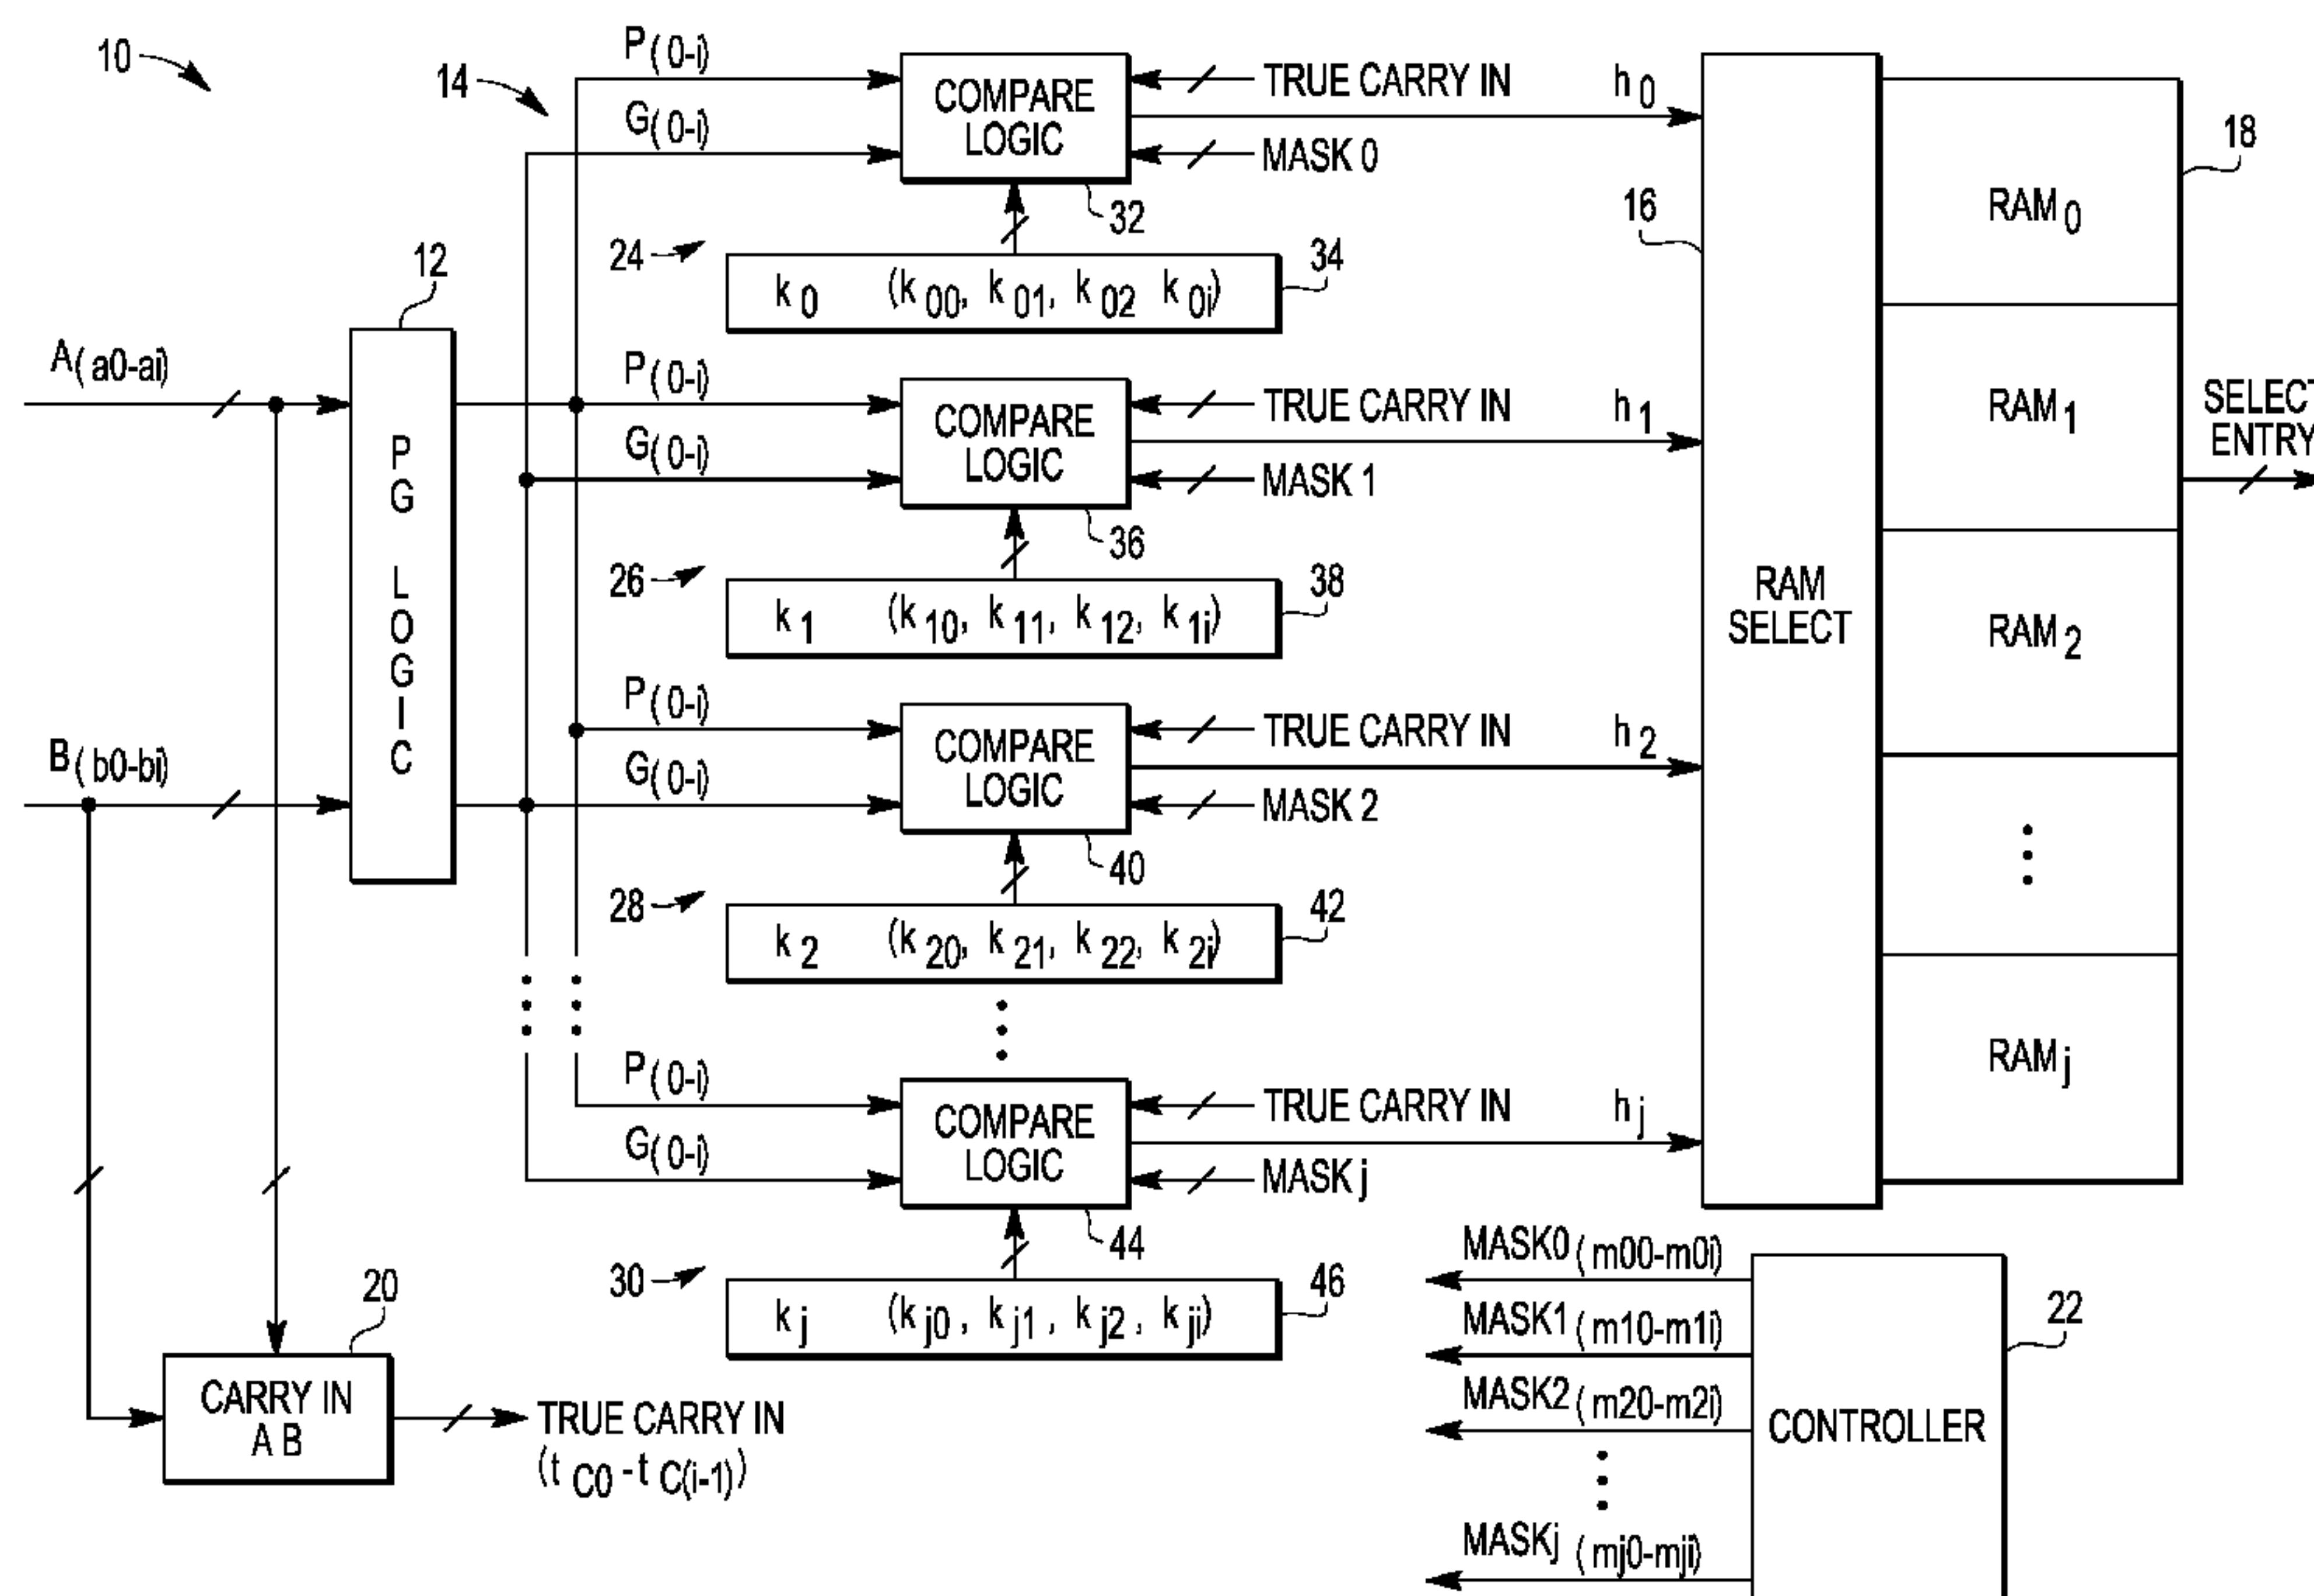 10
14
P(0-i)
G(0-i)
COMPARE
LOGIC
TRUE CARRY IN
MASK 0
h0
32
24
k0 (k00, k01, k02 k0i)
34
16
18
RAM0
12
A(a0-ai)
P(0-i)
G(0-i)
COMPARE
LOGIC
TRUE CARRY IN
MASK 1
h1
RAM1
SELECT
ENTRY
36
26
k1 (k10, k11, k12, k1i)
38
PG LOGIC
RAM
SELECT
RAM2
B(b0-bi)
P(0-i)
G(0-i)
COMPARE
LOGIC
TRUE CARRY IN
MASK 2
h2
40
28
k2 (k20, k21, k22, k2i)
42
P(0-i)
G(0-i)
COMPARE
LOGIC
TRUE CARRY IN
MASK j
hj
RAMj
44
30
kj (kj0, kj1, kj2, kji)
46
20
CARRY IN
A B
TRUE CARRY IN
(tC0 - tC(i-1))
MASK0(m00-m0i)
MASK1(m10-m1i)
MASK2(m20-m2i)
MASKj (mj0-mji)
CONTROLLER
22